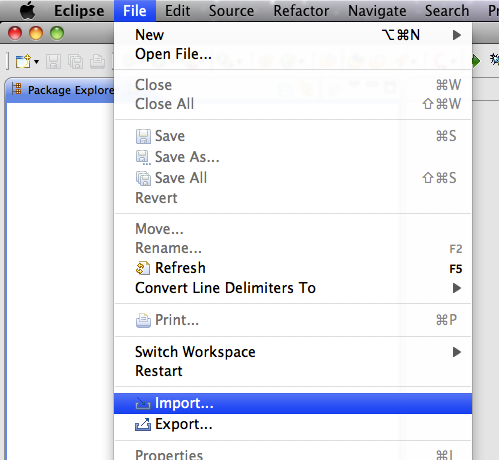 Eclipse File Edit Source Refactor Navigate Search
New ⌥⌘N
Open File...
Package Explore
Close ⌘W
Close All ⇧⌘W
Save ⌘S
Save As...
Save All ⇧⌘S
Revert
Move...
Rename... F2
Refresh F5
Convert Line Delimiters To
Print... ⌘P
Switch Workspace
Restart
Import...
Export...
Properties ⌘I